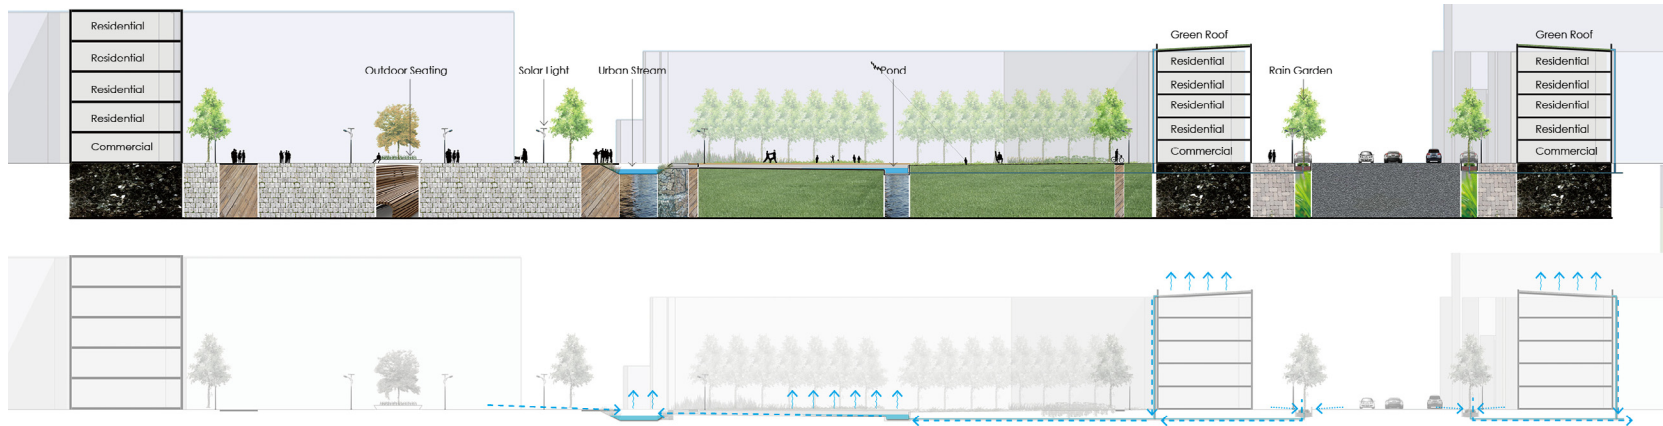 Residential
Residential
Residential
Residential
Commercial
Outdoor Seating
Solar Light
Urban Stream
Pond
Green Roof
Residential
Residential
Residential
Residential
Commercial
Rain Garden
Green Roof
Residential
Residential
Residential
Residential
Commercial